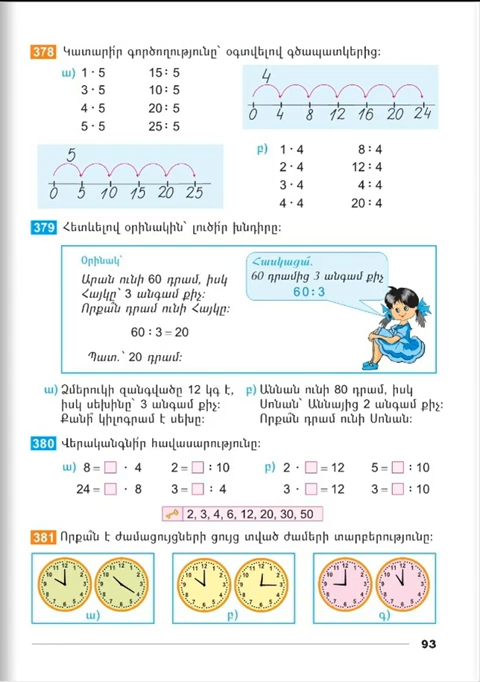 378 Կատարի՛ր գործողությունը՝ օգտվելով գծապատկերից:
ա) 1 · 5 15 : 5
3 · 5 10 : 5
4 · 5 20 : 5
5 · 5 25 : 5
4
0 4 8 12 16 20 24
5
0 5 10 15 20 25
բ) 1 · 4 8 : 4
2 · 4 12 : 4
3 · 4 4 : 4
4 · 4 20 : 4
379 Հետևելով օրինակին՝ լուծի՛ր խնդիրը:
Օրինակ՝
Արան ունի 60 դրամ, իսկ
Հայկը՝ 3 անգամ քիչ:
Որքա՞ն դրամ ունի Հայկը:
60 : 3 = 20
Պատ.՝ 20 դրամ:
Հասկացա՛.
60 դրամից 3 անգամ քիչ
60 : 3
ա) Ձմերուկի զանգվածը 12 կգ է,
իսկ սեխինը՝ 3 անգամ քիչ:
Քանի՞ կիլոգրամ է սեխը:
բ) Աննան ունի 80 դրամ, իսկ
Սոնան՝ Աննայից 2 անգամ քիչ:
Որքա՞ն դրամ ունի Սոնան:
380 Վերականգնի՛ր հավասարությունը:
ա) 8 = □ · 4 2 = □ : 10 բ) 2 · □ = 12 5 = □ : 10
24 = □ · 8 3 = □ : 4 3 · □ = 12 3 = □ : 10
2, 3, 4, 6, 12, 20, 30, 50
381 Որքա՞ն է ժամացույցների ցույց տված ժամերի տարբերությունը:
ա) բ) գ)
93